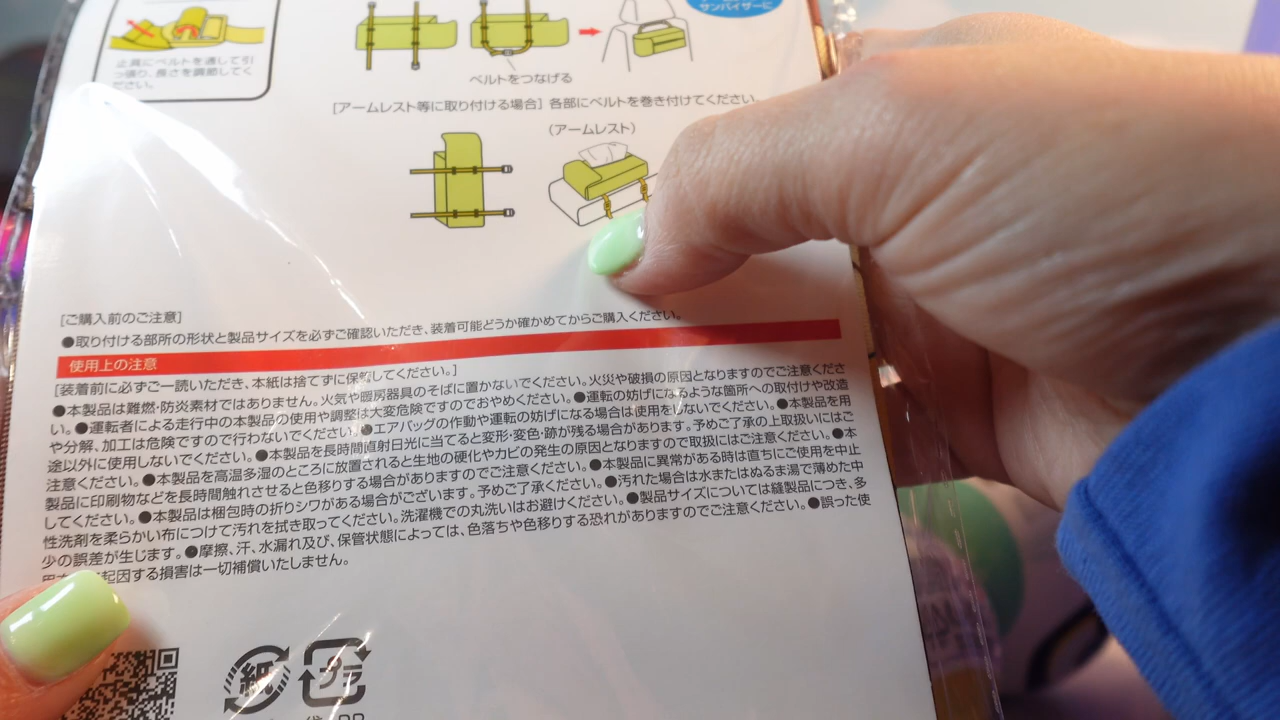 サンバイザーに
止具にベルトを通して引
っ張り、長さを調節してく
ださい。
ベルトをつなげる
[アームレスト等に取り付ける場合] 各部にベルトを巻き付けてください。
(アームレスト)
[ご購入前のご注意]
●取り付ける部所の形状と製品サイズを必ずご確認いただき、装着可能どうか確かめてからご購入ください。
使用上の注意
[装着前に必ずご一読いただき、本紙は捨てずに保管してください。]
●本製品は難燃・防炎素材ではありません。火気や暖房器具のそばに置かないでください。火災や破損の原因となりますのでご注意くださ
い。●運転者による走行中の本製品の使用や調整は大変危険ですのでおやめください。●運転の妨げになるような箇所への取付けや改造
や分解、加工は危険ですので行わないでください。●エアバッグの作動や運転の妨げになる場合は使用をしないでください。●本製品を用
途以外に使用しないでください。●本製品を長時間直射日光に当てると変形・変色・跡が残る場合があります。予めご了承の上取扱いにはご
注意ください。●本製品を高温多湿のところに放置されると生地の硬化やカビの発生の原因となりますので取扱にはご注意ください。●本
製品に印刷物などを長時間触れさせると色移りする場合がありますのでご注意ください。●本製品に異常がある時は直ちにご使用を中止
してください。●本製品は梱包時の折りシワがある場合がございます。予めご了承ください。●汚れた場合は水またはぬるま湯で薄めた中
性洗剤を柔らかい布につけて汚れを拭き取ってください。洗濯機での丸洗いはお避けください。●製品サイズについては縫製品につき、多
少の誤差が生じます。●摩擦、汗、水漏れ及び、保管状態によっては、色落ちや色移りする恐れがありますのでご注意ください。●誤った使
起因する損害は一切補償いたしません。
紙 プラ